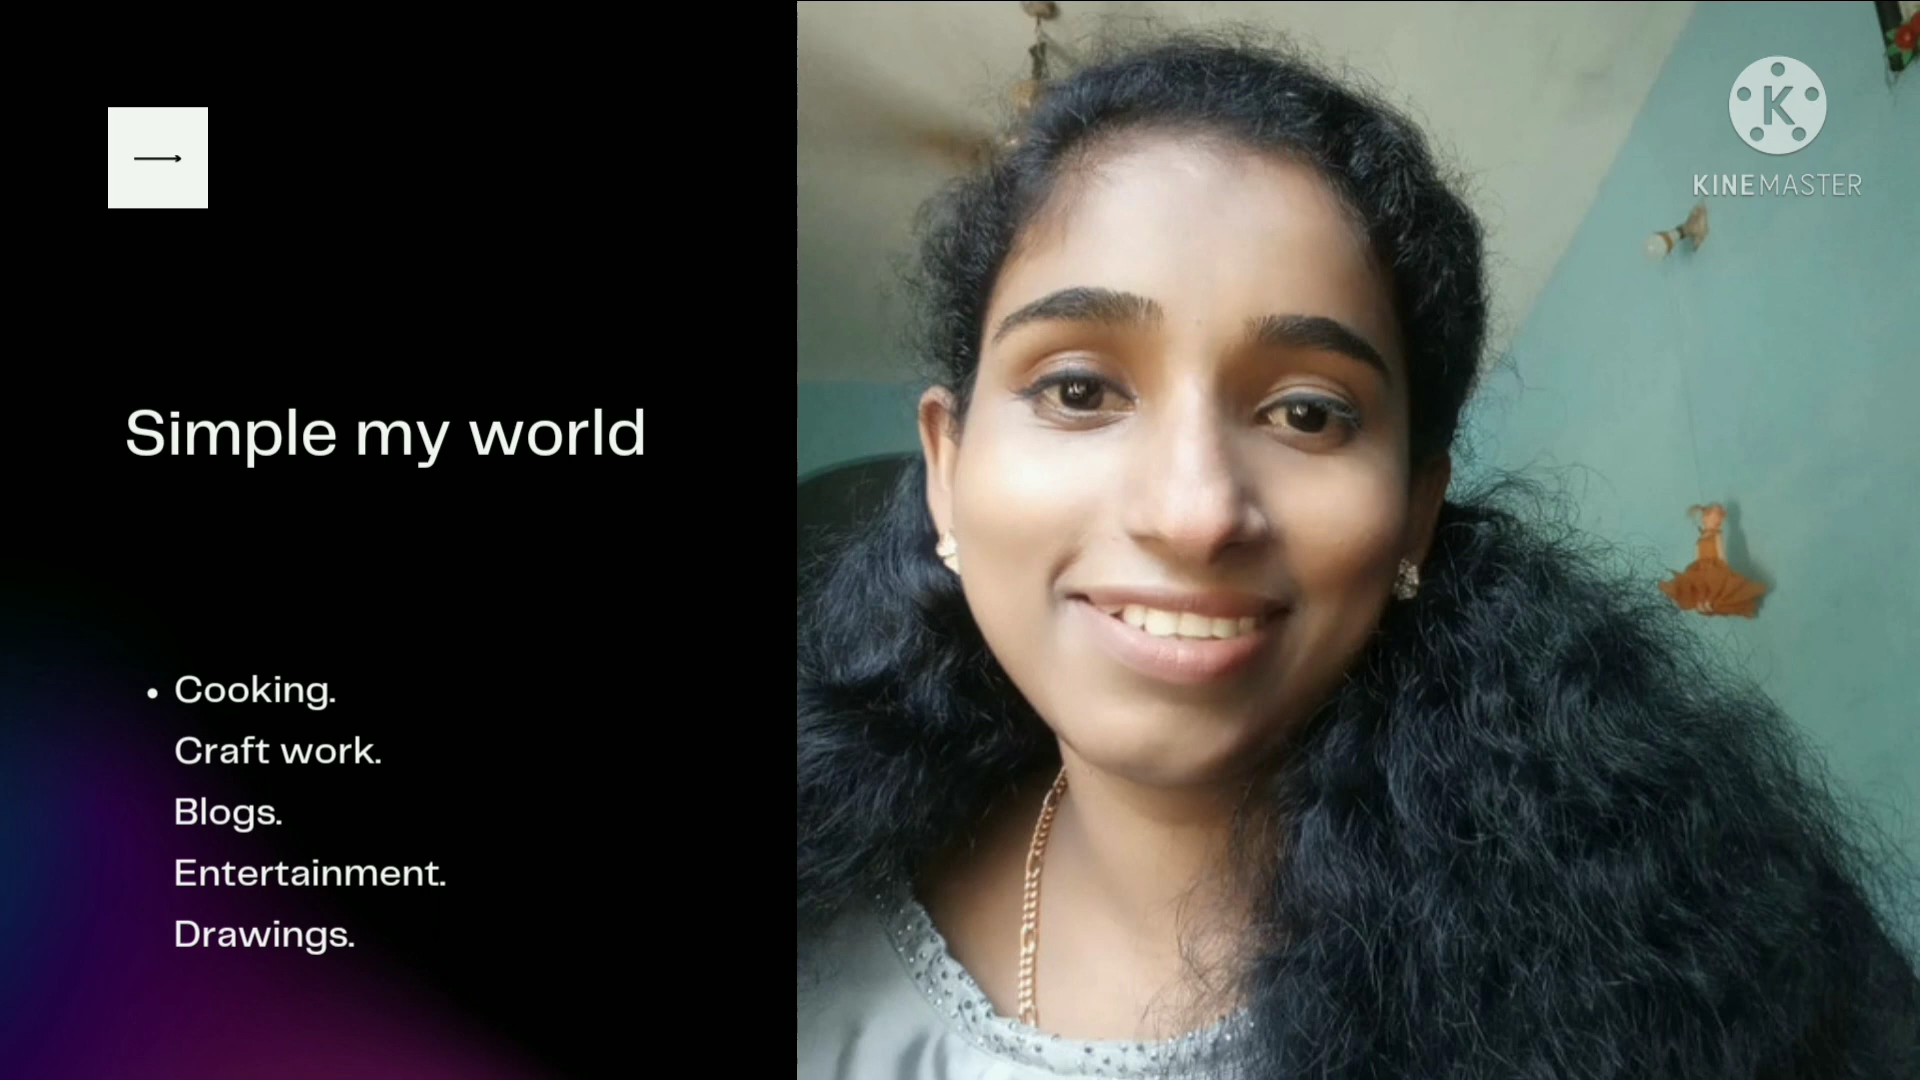 Simple my world
Cooking.
Craft work.
Blogs.
Entertainment.
Drawings.
K
KINEMASTER